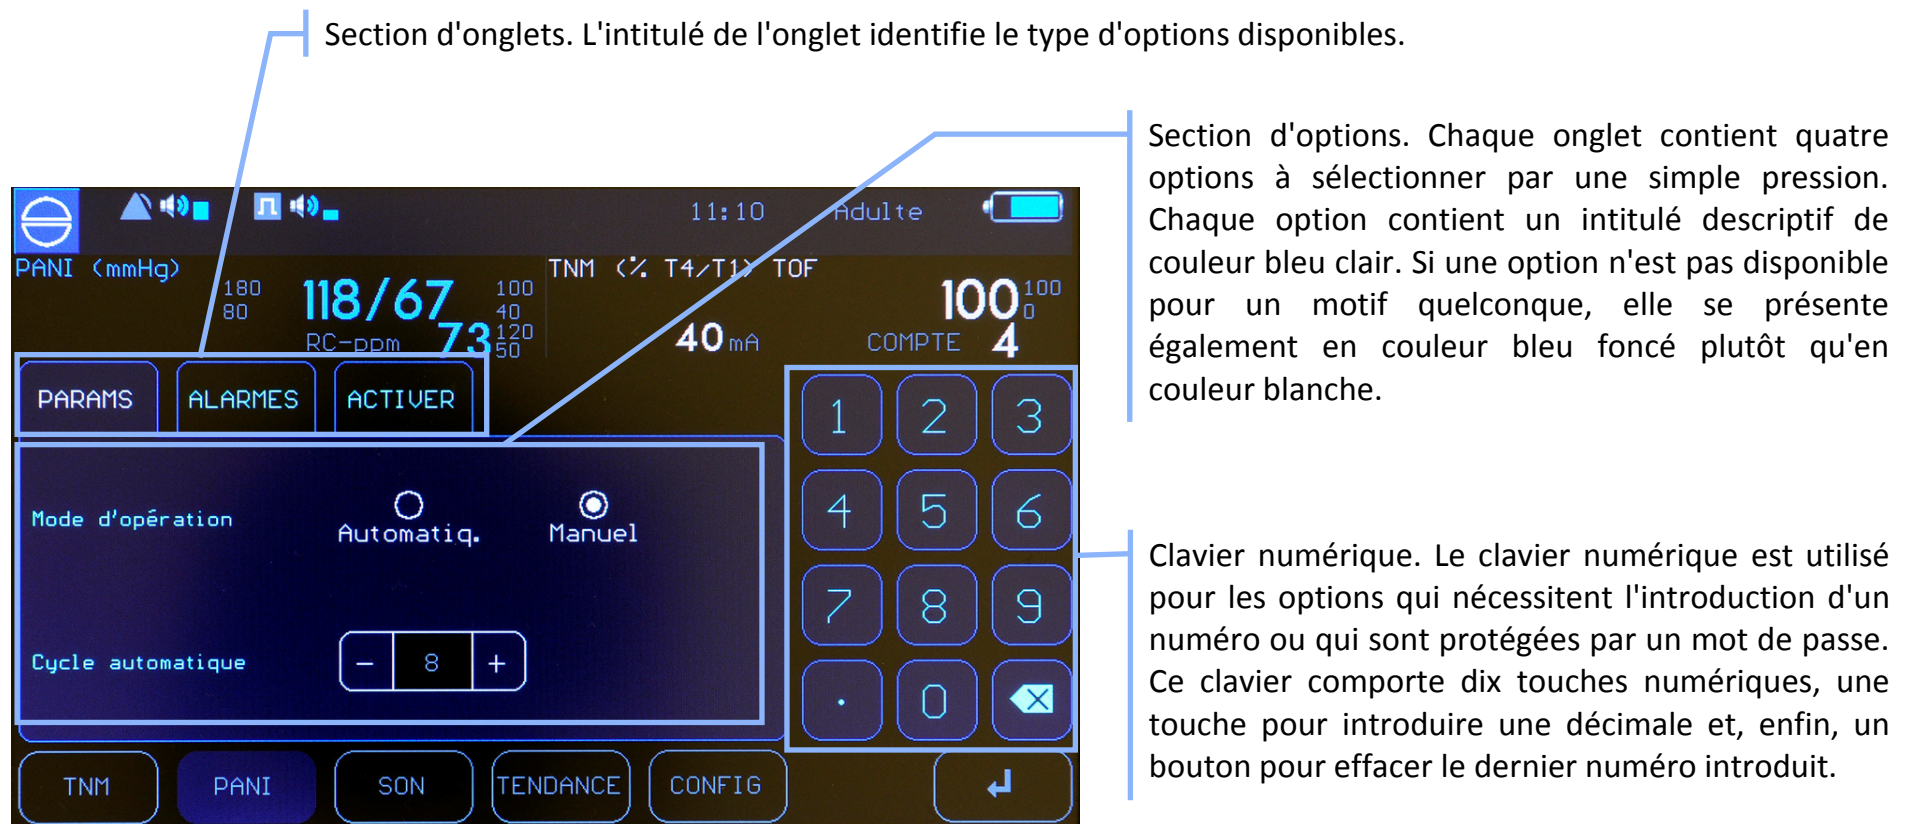 Section d'onglets. L'intitulé de l'onglet identifie le type d'options disponibles.
Section d'options. Chaque onglet contient quatre
options à sélectionner par une simple pression.
Chaque option contient un intitulé descriptif de
couleur bleu clair. Si une option n'est pas disponible
pour un motif quelconque, elle se présente
également en couleur bleu foncé plutôt qu'en
couleur blanche.
11:10 Adulte
PANI (mmHg)
180
80
118/67
100
40
RC-ppm 73
120
50
TNM (% T4/T1) TOF
100
100
0
40 mA
COMPTE 4
PARAMS ALARMES ACTIVER
Mode d'opération
Automatiq. Manuel
Cycle automatique
- 8 +
1 2 3
4 5 6
7 8 9
. 0
TNM PANI SON TENDANCE CONFIG
Clavier numérique. Le clavier numérique est utilisé
pour les options qui nécessitent l'introduction d'un
numéro ou qui sont protégées par un mot de passe.
Ce clavier comporte dix touches numériques, une
touche pour introduire une décimale et, enfin, un
bouton pour effacer le dernier numéro introduit.